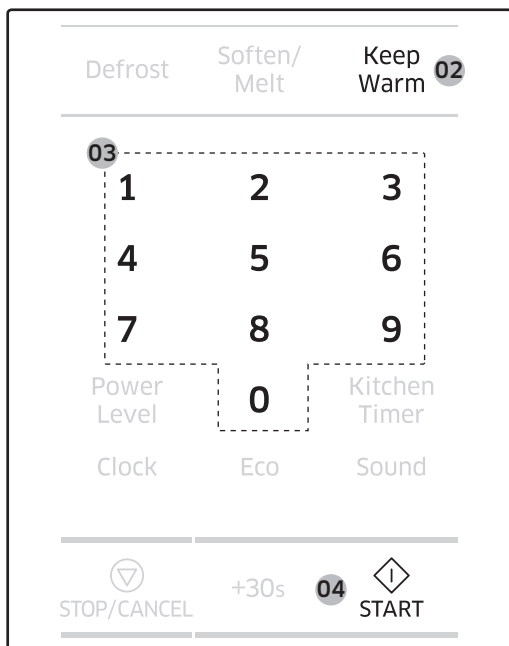 Defrost Soften/ Melt Keep Warm 02
03
1 2 3
4 5 6
7 8 9
Power Level 0 Kitchen Timer
Clock Eco Sound
STOP/CANCEL +30s 04 START